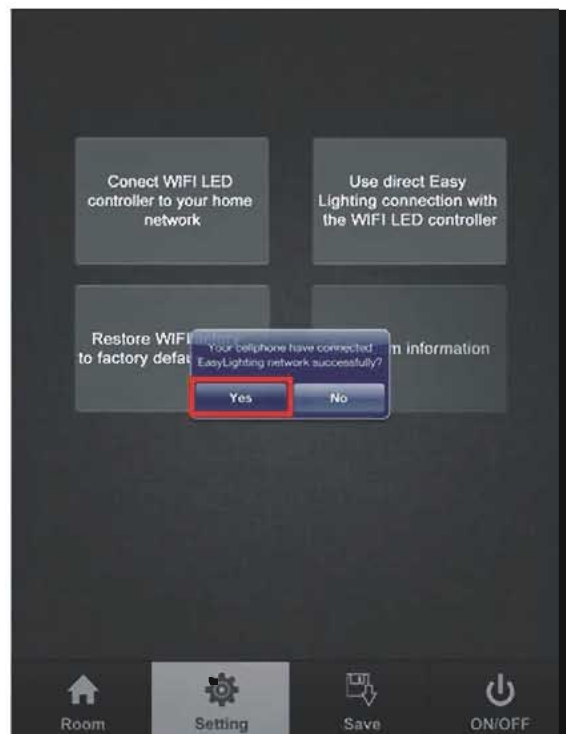 Conect WIFI LED
controller to your home
network
Use direct Easy
Lighting connection with
the WIFI LED controller
Restore WIFI
to factory defau
m information
Your cellphone have connected
EasyLighting network successfully?
Yes
No
Room
Setting
Save
ON/OFF